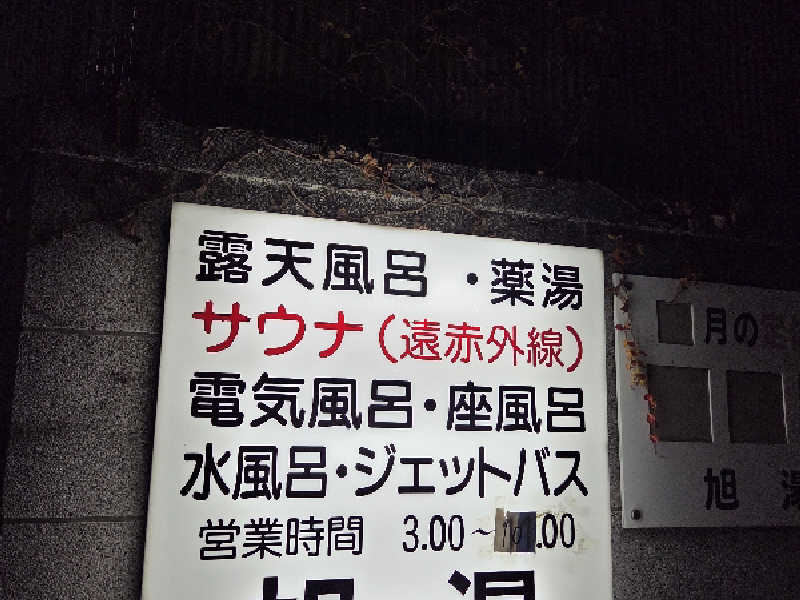 露天風呂・薬湯
サウナ(遠赤外線)
電気風呂・座風呂
水風呂・ジェットバス
営業時間 3.00～10.00
旭湯
月の
旭 湯